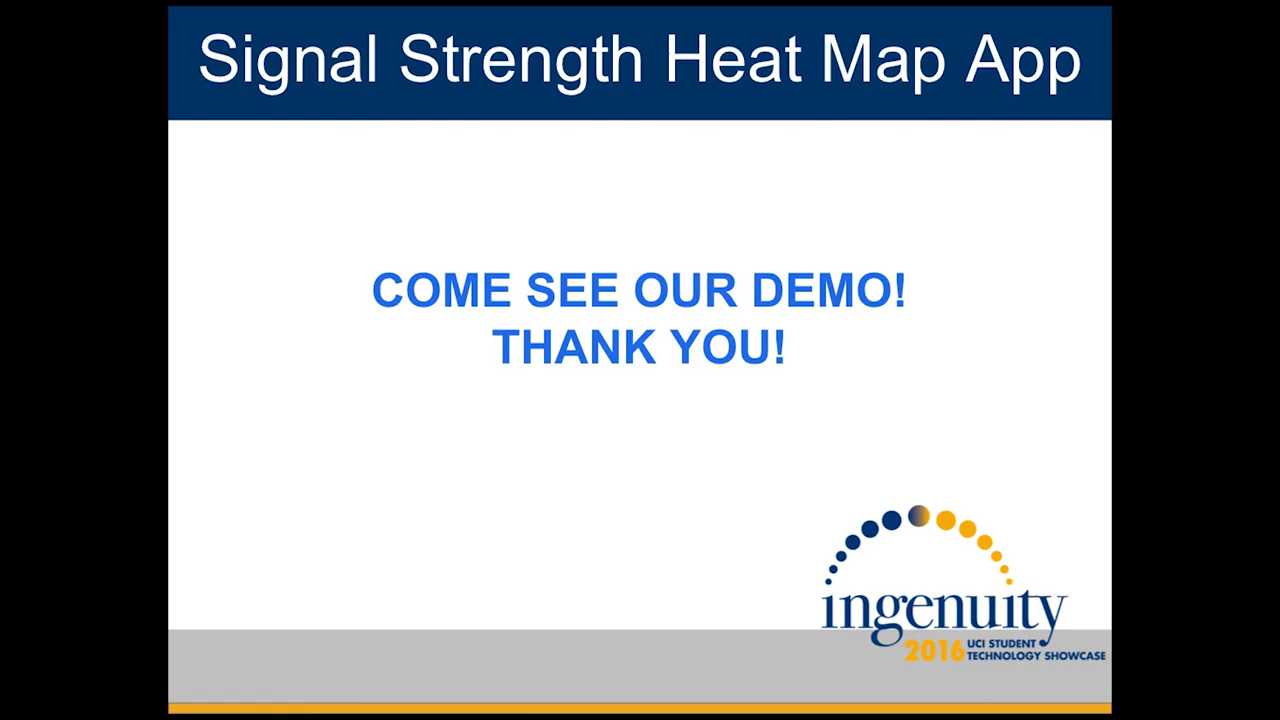 Signal Strength Heat Map App
COME SEE OUR DEMO!
THANK YOU!
ingenuity
2016 UCI STUDENT
TECHNOLOGY SHOWCASE